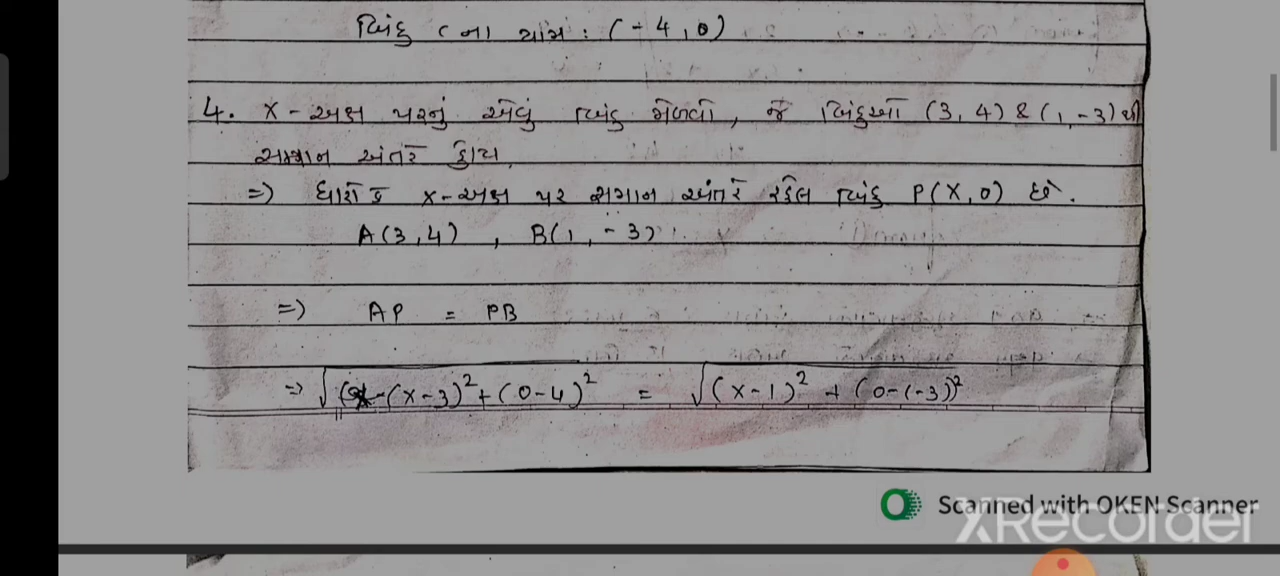 બિંદુ C ના યામ : (-4, 0)
4. X-અક્ષ પરનું એવું બિંદુ મેળવો, જે બિંદુઓ (3, 4) & (1, -3) થી
સમાન અંતરે હોય.
=> ધારો કે X-અક્ષ પર સમાન અંતરે રહેલ બિંદુ P(X, 0) છે.
A(3, 4) , B(1, -3)
=> AP = PB
=> √(x-3)² + (0-4)² = √(x-1)² + (0-(-3))²
Scanned with OKEN Scanner
XRecorder